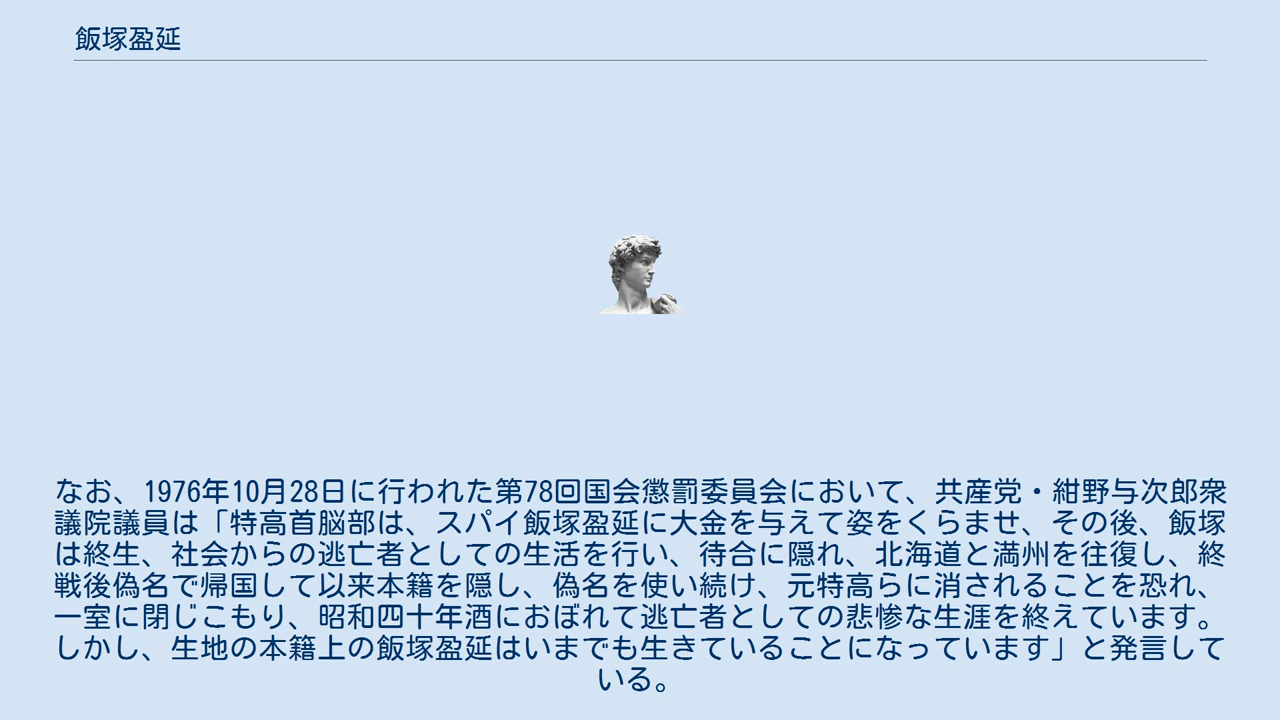 飯塚盈延
なお、1976年10月28日に行われた第78回国会懲罰委員会において、共産党・紺野与次郎衆
議院議員は「特高首脳部は、スパイ飯塚盈延に大金を与えて姿をくらませ、その後、飯塚
は終生、社会からの逃亡者としての生活を行い、待合に隠れ、北海道と満州を往復し、終
戦後偽名で帰国して以来本籍を隠し、偽名を使い続け、元特高らに消されることを恐れ、
一室に閉じこもり、昭和四十年酒におぼれて逃亡者としての悲惨な生涯を終えています。
しかし、生地の本籍上の飯塚盈延はいまでも生きていることになっています」と発言して
いる。